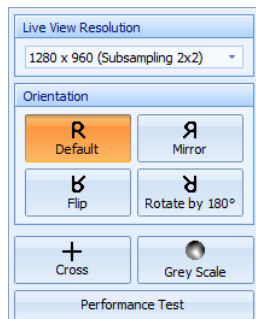 Live View Resolution
1280 x 960 (Subsampling 2x2)
Orientation
R
Default
Mirror
Flip
Rotate by 180°
Cross
Grey Scale
Performance Test